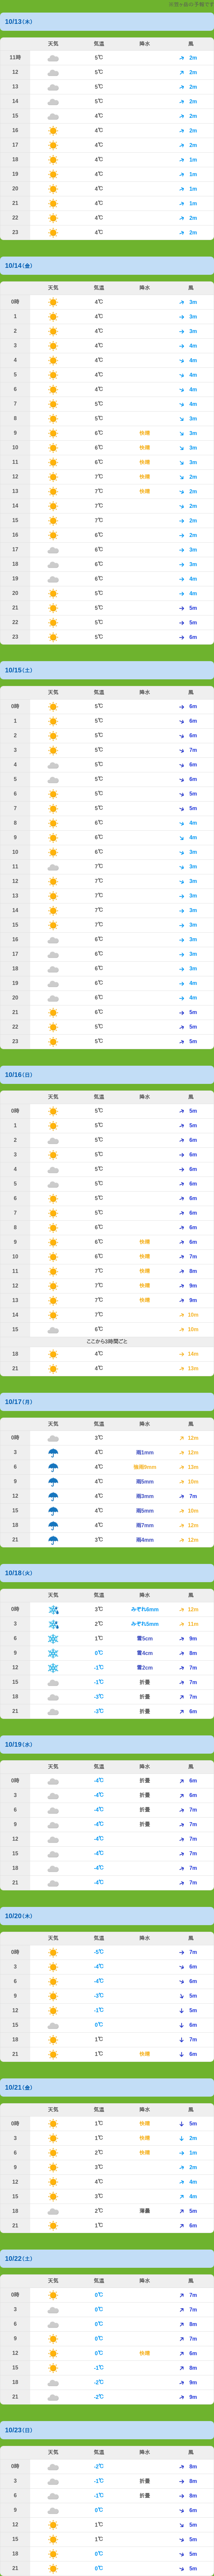 10/13(木)
天気 気温 降水 風
11時 5℃ 2m
12 5℃ 2m
13 5℃ 2m
14 5℃ 2m
15 4℃ 2m
16 4℃ 2m
17 4℃ 2m
18 4℃ 1m
19 4℃ 1m
20 4℃ 1m
21 4℃ 1m
22 4℃ 2m
23 4℃ 2m
10/14(金)
天気 気温 降水 風
0時 4℃ 3m
1 4℃ 3m
2 4℃ 3m
3 4℃ 4m
4 4℃ 4m
5 4℃ 4m
6 4℃ 4m
7 5℃ 4m
8 5℃ 3m
9 6℃ 快晴 3m
10 6℃ 快晴 3m
11 6℃ 快晴 3m
12 7℃ 快晴 2m
13 7℃ 快晴 2m
14 7℃ 2m
15 7℃ 2m
16 6℃ 2m
17 6℃ 3m
18 6℃ 3m
19 6℃ 4m
20 5℃ 4m
21 5℃ 5m
22 5℃ 5m
23 5℃ 6m
10/15(土)
天気 気温 降水 風
0時 5℃ 6m
1 5℃ 6m
2 5℃ 6m
3 5℃ 7m
4 5℃ 6m
5 5℃ 6m
6 5℃ 5m
7 5℃ 5m
8 6℃ 4m
9 6℃ 4m
10 6℃ 3m
11 7℃ 3m
12 7℃ 3m
13 7℃ 3m
14 7℃ 3m
15 7℃ 3m
16 6℃ 3m
17 6℃ 3m
18 6℃ 3m
19 6℃ 4m
20 6℃ 4m
21 6℃ 5m
22 5℃ 5m
23 5℃ 5m
10/16(日)
天気 気温 降水 風
0時 5℃ 5m
1 5℃ 5m
2 5℃ 6m
3 5℃ 6m
4 5℃ 6m
5 5℃ 6m
6 5℃ 6m
7 5℃ 6m
8 6℃ 6m
9 6℃ 快晴 6m
10 6℃ 快晴 7m
11 7℃ 快晴 8m
12 7℃ 快晴 9m
13 7℃ 快晴 9m
14 7℃ 10m
15 6℃ 10m
ここから3時間ごと
18 4℃ 14m
21 4℃ 13m
10/17(月)
天気 気温 降水 風
0時 3℃ 12m
3 4℃ 雨1mm 12m
6 4℃ 13m
9 4℃ 雨5mm 10m
12 4℃ 雨3mm 7m
15 4℃ 雨5mm 10m
18 4℃ 雨7mm 12m
21 3℃ 雨4mm 12m
10/18(火)
天気 気温 降水 風
0時 3℃ みぞれ6mm 12m
3 2℃ みぞれ5mm 11m
6 1℃ 雪5cm 9m
9 0℃ 雪4cm 8m
12 -1℃ 雪2cm 7m
15 -1℃ 折曇 7m
18 -3℃ 折曇 7m
21 -3℃ 折曇 6m
10/19(水)
天気 気温 降水 風
0時 -4℃ 折曇 6m
3 -4℃ 折曇 6m
6 -4℃ 折曇 7m
9 -4℃ 折曇 7m
12 -4℃ 7m
15 -4℃ 7m
18 -4℃ 7m
21 -4℃ 7m
10/20(木)
天気 気温 降水 風
0時 -5℃ 7m
3 -4℃ 6m
6 -4℃ 6m
9 -3℃ 5m
12 -1℃ 5m
15 0℃ 6m
18 1℃ 7m
21 1℃ 快晴 6m
10/21(金)
天気 気温 降水 風
0時 1℃ 快晴 5m
3 1℃ 快晴 2m
6 2℃ 快晴 1m
9 3℃ 2m
12 4℃ 4m
15 3℃ 4m
18 2℃ 薄曇 5m
21 1℃ 6m
10/22(土)
天気 気温 降水 風
0時 0℃ 7m
3 0℃ 7m
6 0℃ 8m
9 0℃ 7m
12 0℃ 快晴 6m
15 -1℃ 8m
18 -2℃ 9m
21 -2℃ 9m
10/23(日)
天気 気温 降水 風
0時 -2℃ 8m
3 -1℃ 折曇 8m
6 -1℃ 折曇 8m
9 0℃ 6m
12 1℃ 5m
15 1℃ 5m
18 0℃ 5m
21 0℃ 5m